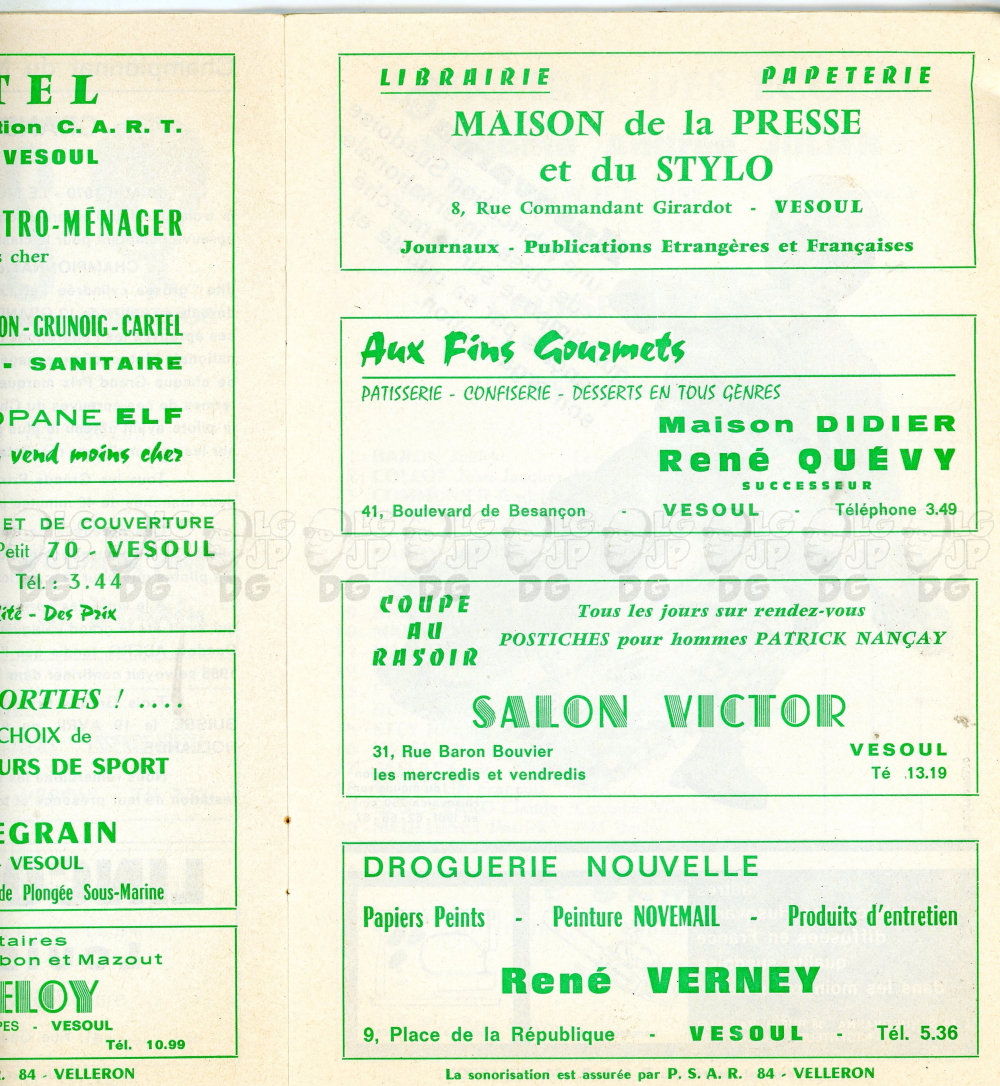 TEL
tion C. A. R. T.
VESOUL
TRO-MÉNAGER
s cher
ON - GRUNOIG - CARTEL
- SANITAIRE
OPANE ELF
vend moins cher
ET DE COUVERTURE
Petit 70 - VESOUL
Tél. : 3.44
ité - Des Prix
ORTIFS ! ....
CHOIX de
URS DE SPORT
EGRAIN
- VESOUL
de Plongée Sous-Marine
taires
bon et Mazout
ELOY
PES - VESOUL
Tél. 10.99
R. 84 - VELLERON
LIBRAIRIE PAPETERIE
MAISON de la PRESSE
et du STYLO
8, Rue Commandant Girardot - VESOUL
Journaux - Publications Etrangères et Françaises
Aux Fins Gourmets
PATISSERIE - CONFISERIE - DESSERTS EN TOUS GENRES
Maison DIDIER
René QUÉVY
SUCCESSEUR
41, Boulevard de Besançon - VESOUL - Téléphone 3.49
LG JP DG
COUPE
AU
RASOIR
Tous les jours sur rendez-vous
POSTICHES pour hommes PATRICK NANÇAY
SALON VICTOR
31, Rue Baron Bouvier VESOUL
les mercredis et vendredis Té 13.19
DROGUERIE NOUVELLE
Papiers Peints - Peinture NOVEMAIL - Produits d'entretien
René VERNEY
9, Place de la République - VESOUL - Tél. 5.36
La sonorisation est assurée par P. S. A. R. 84 - VELLERON